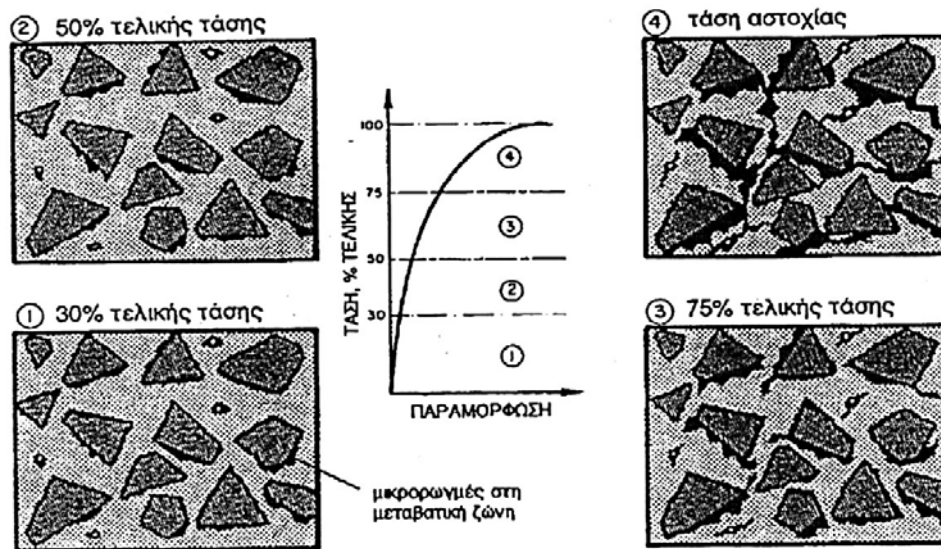 ② 50% τελικής τάσης
④ τάση αστοχίας
100
④
75
③
50
②
30
①
ΤΑΣΗ, % ΤΕΛΙΚΗΣ
ΠΑΡΑΜΟΡΦΩΣΗ
① 30% τελικής τάσης
③ 75% τελικής τάσης
μικρορωγμές στη
μεταβατική ζώνη